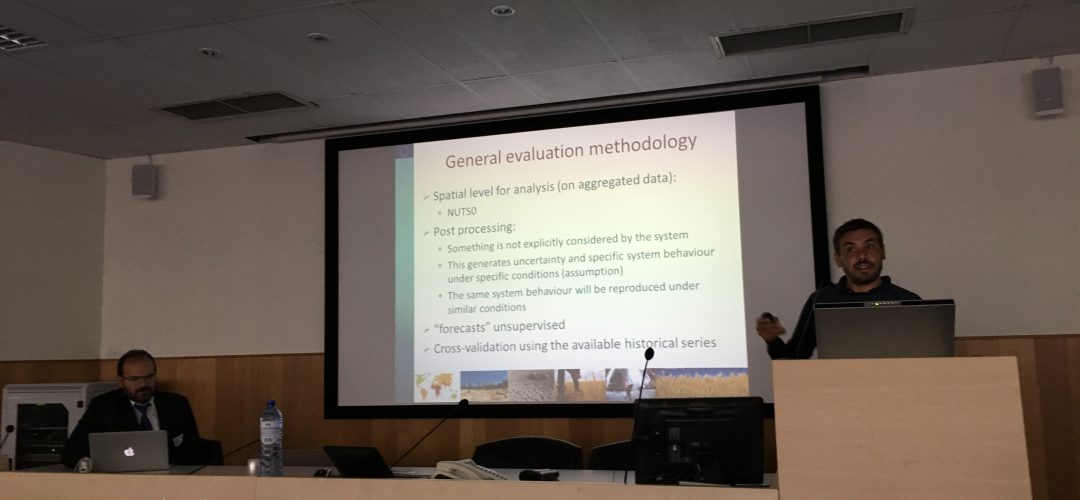 General evaluation methodology
Spatial level for analysis (on aggregated data):
NUTS0
Post processing:
Something is not explicitly considered by the system
This generates uncertainty and specific system behaviour
under specific conditions (assumption)
The same system behaviour will be reproduced under
similar conditions
"forecasts" unsupervised
Cross-validation using the available historical series